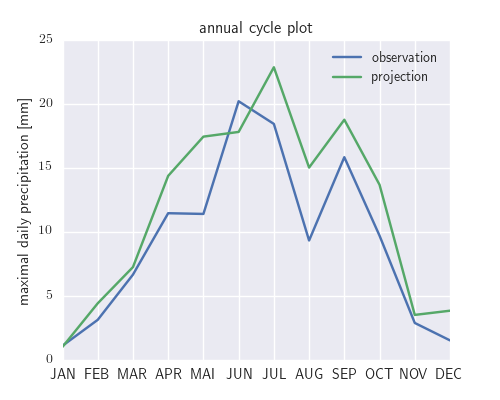 annual cycle plot
25
20
15
10
5
0
maximal daily precipitation [mm]
observation
projection
JAN FEB MAR APR MAI JUN JUL AUG SEP OCT NOV DEC